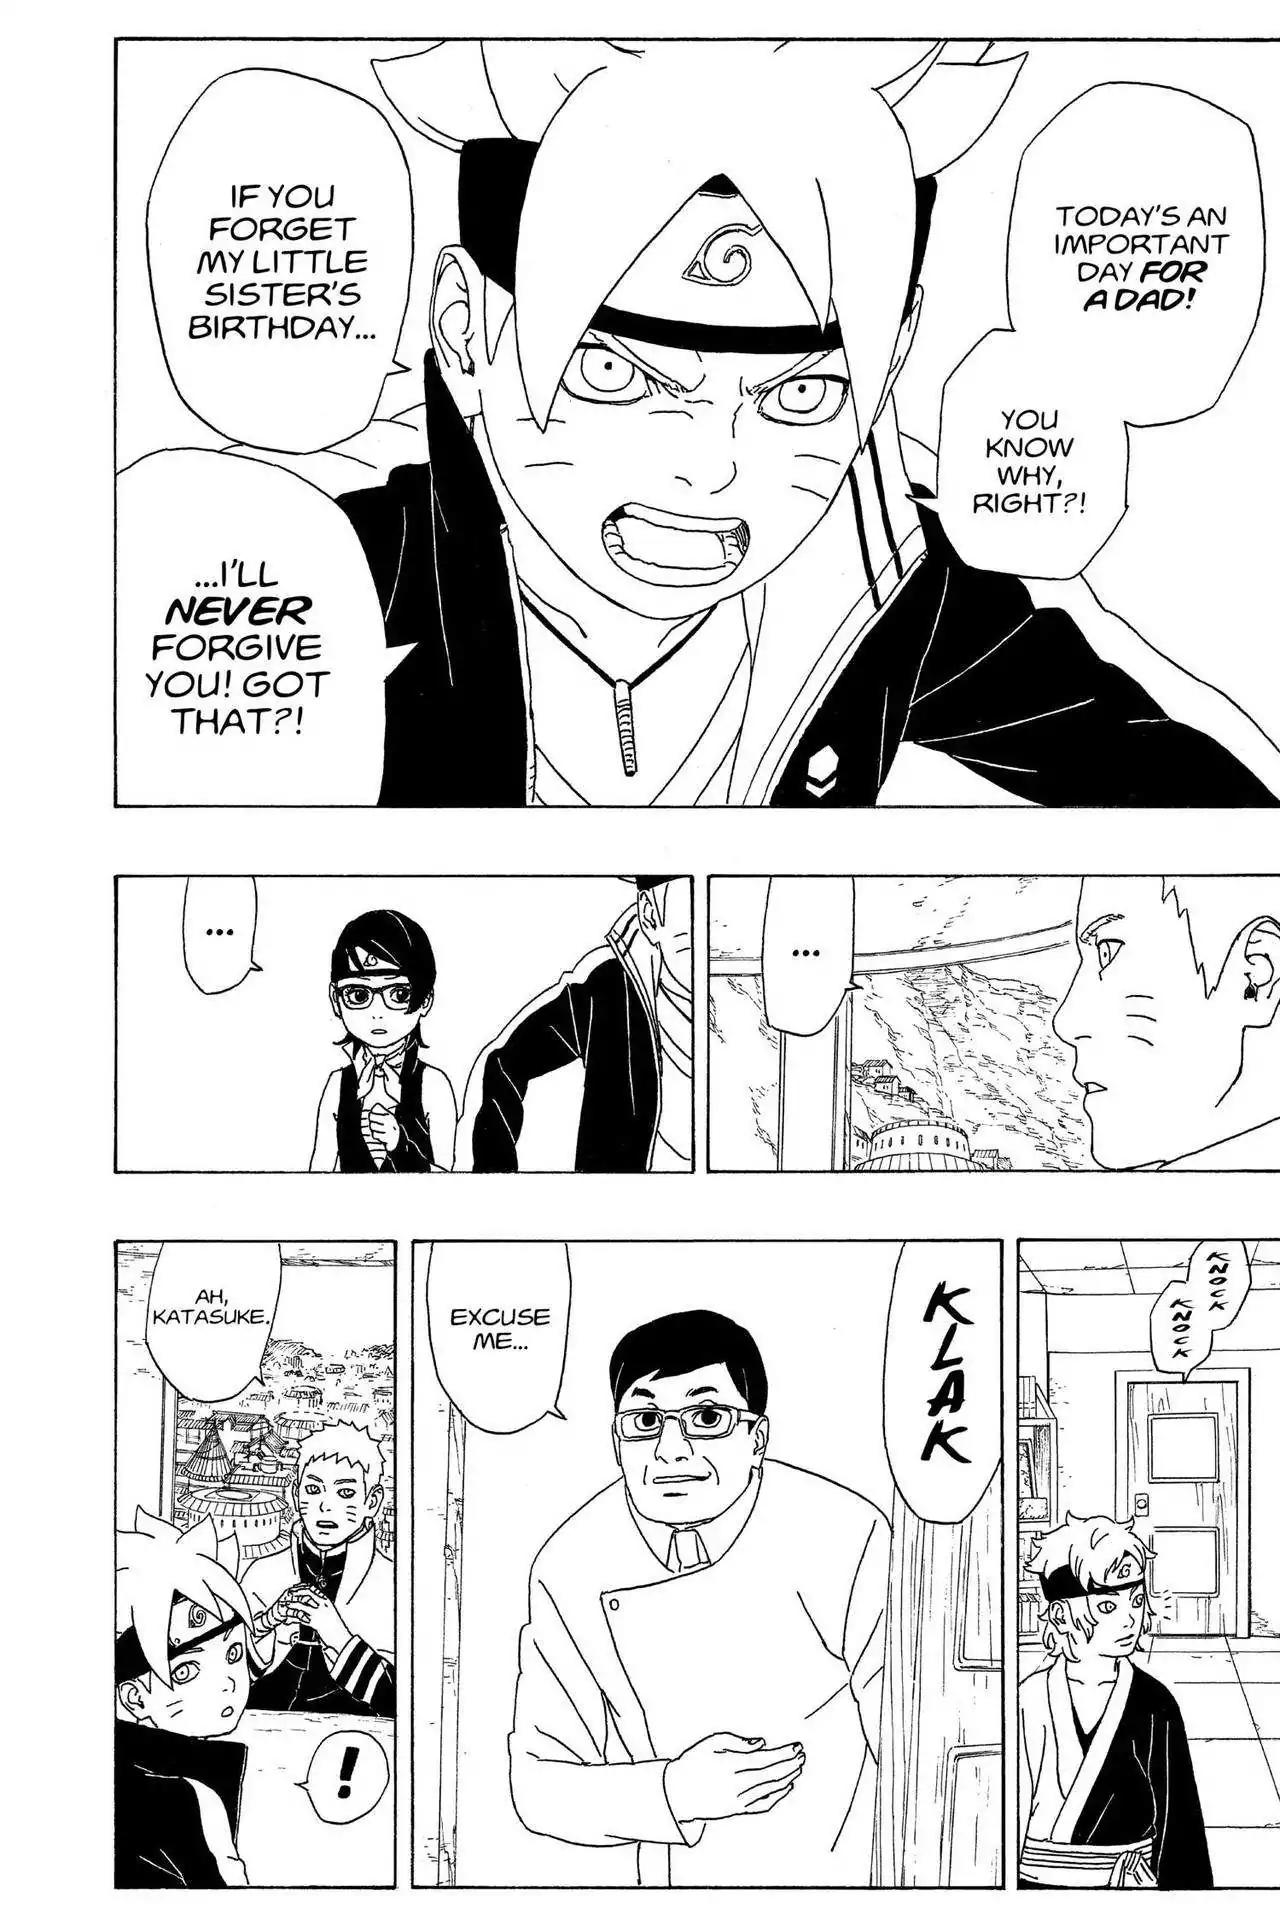 TODAY'S AN
IMPORTANT
DAY FOR
A DAD!
YOU
KNOW
WHY,
RIGHT?!
IF YOU
FORGET
MY LITTLE
SISTER'S
BIRTHDAY...
...I'LL
NEVER
FORGIVE
YOU! GOT
THAT?!
...
...
KNOCK
KNOCK
KLAK
EXCUSE
ME...
AH,
KATASUKE.
!